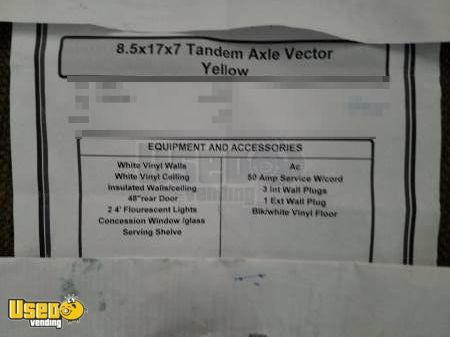 8.5x17x7 Tandem Axle Vector
Yellow
EQUIPMENT AND ACCESSORIES
White Vinyl Walls
White Vinyl Ceiling
Insulated Walls/ceiling
48"rear Door
2 4' Flourescent Lights
Concession Window /glass
Serving Shelve
Ac
50 Amp Service W/cord
3 Int Wall Plugs
1 Ext Wall Plug
Blk/white Vinyl Floor
USED
vending